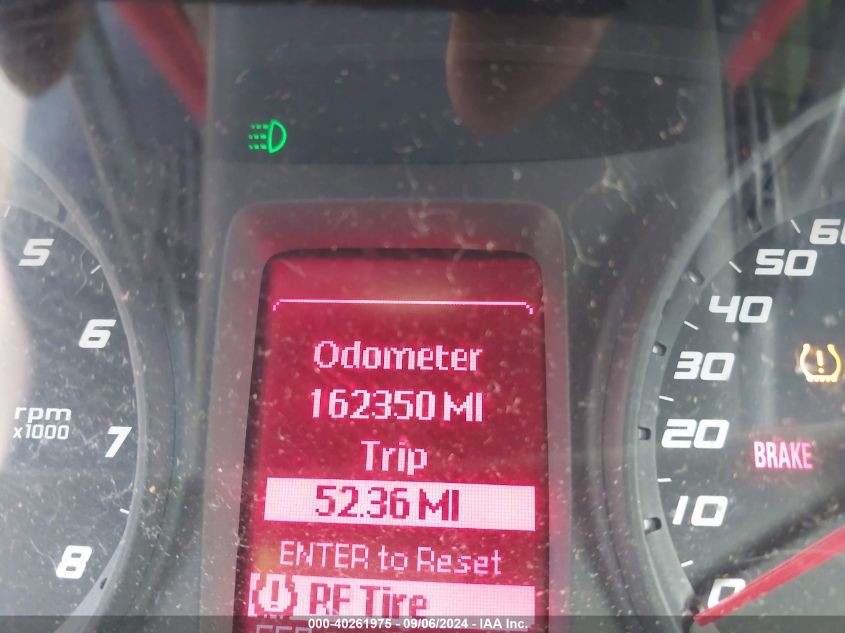 5
6
rpm
x1000
7
8
Odometer
162350 MI
Trip
52.36 MI
ENTER to Reset
RF Tire
60
50
40
30
20
BRAKE
10
0
000-40261975 - 09/06/2024 - IAA Inc.